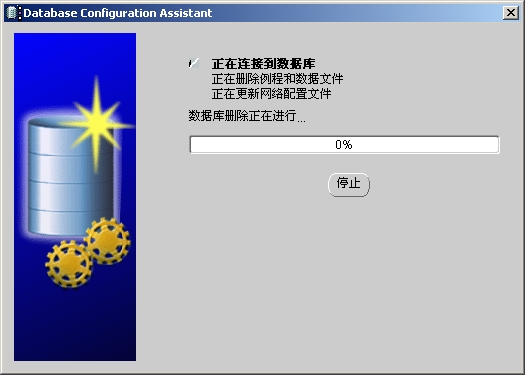 Database Configuration Assistant
正在连接到数据库
正在删除例程和数据文件
正在更新网络配置文件
数据库删除正在进行...
0%
停止